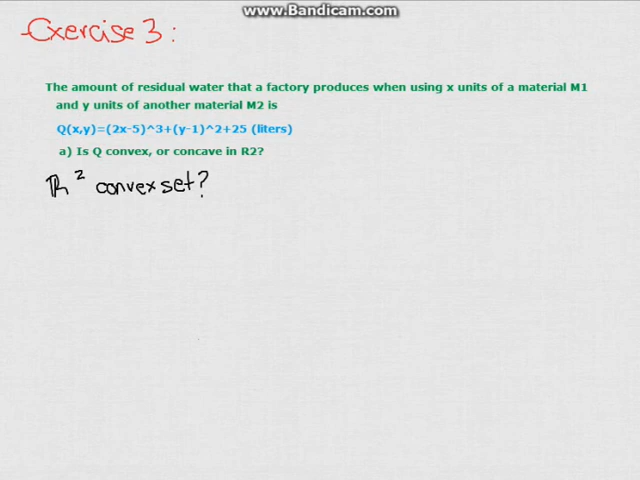 www.Bandicam.com
Exercise 3:
The amount of residual water that a factory produces when using x units of a material M1
and y units of another material M2 is
Q(x,y)=(2x-5)^3+(y-1)^2+25 (liters)
a) Is Q convex, or concave in R2?
ℝ² convex set?